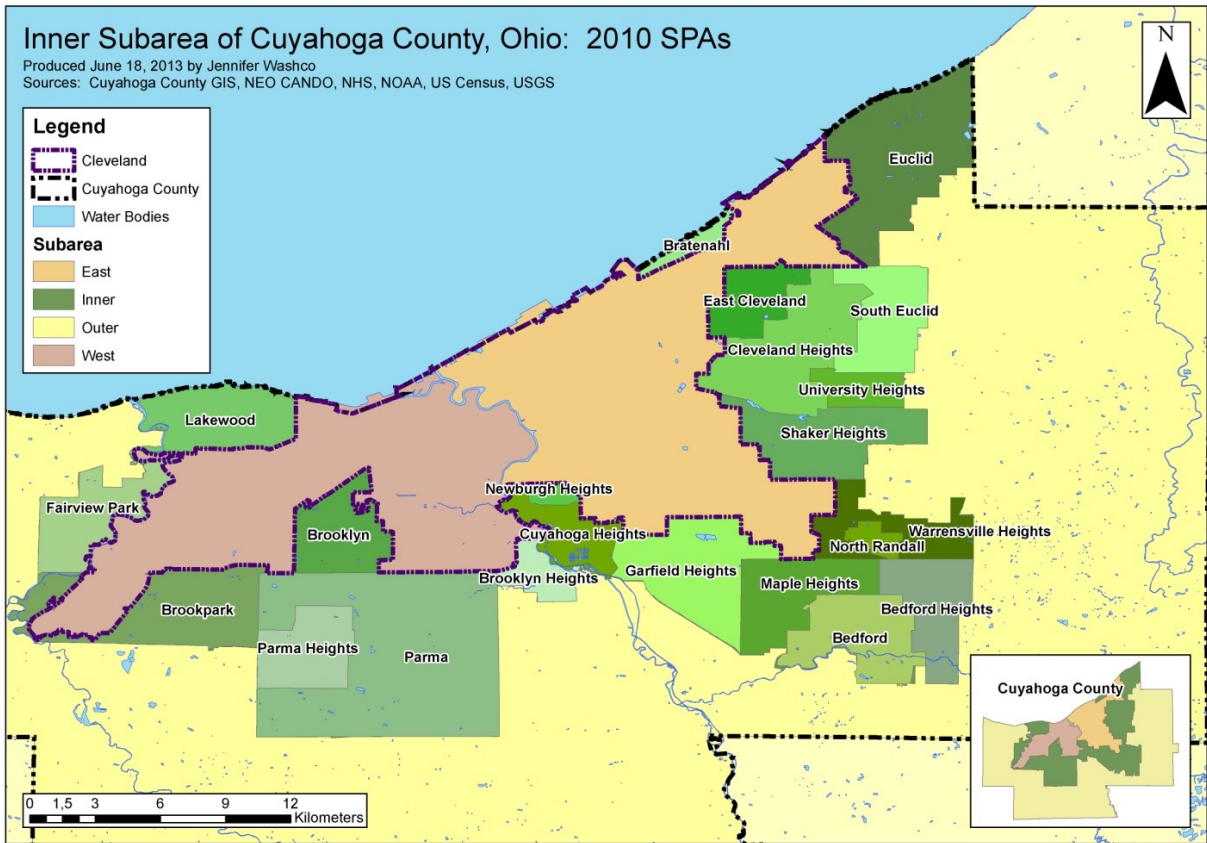 Inner Subarea of Cuyahoga County, Ohio: 2010 SPAs
Produced June 18, 2013 by Jennifer Washco
Sources: Cuyahoga County GIS, NEO CANDO, NHS, NOAA, US Census, USGS
N
Legend
Cleveland
Cuyahoga County
Water Bodies
Subarea
East
Inner
Outer
West
Euclid
Bratenahl
East Cleveland
South Euclid
Cleveland Heights
University Heights
Lakewood
Shaker Heights
Fairview Park
Newburgh Heights
Brooklyn
Cuyahoga Heights
Warrensville Heights
North Randall
Brooklyn Heights
Garfield Heights
Maple Heights
Brookpark
Bedford Heights
Parma Heights
Parma
Bedford
Cuyahoga County
0 1,5 3 6 9 12
Kilometers